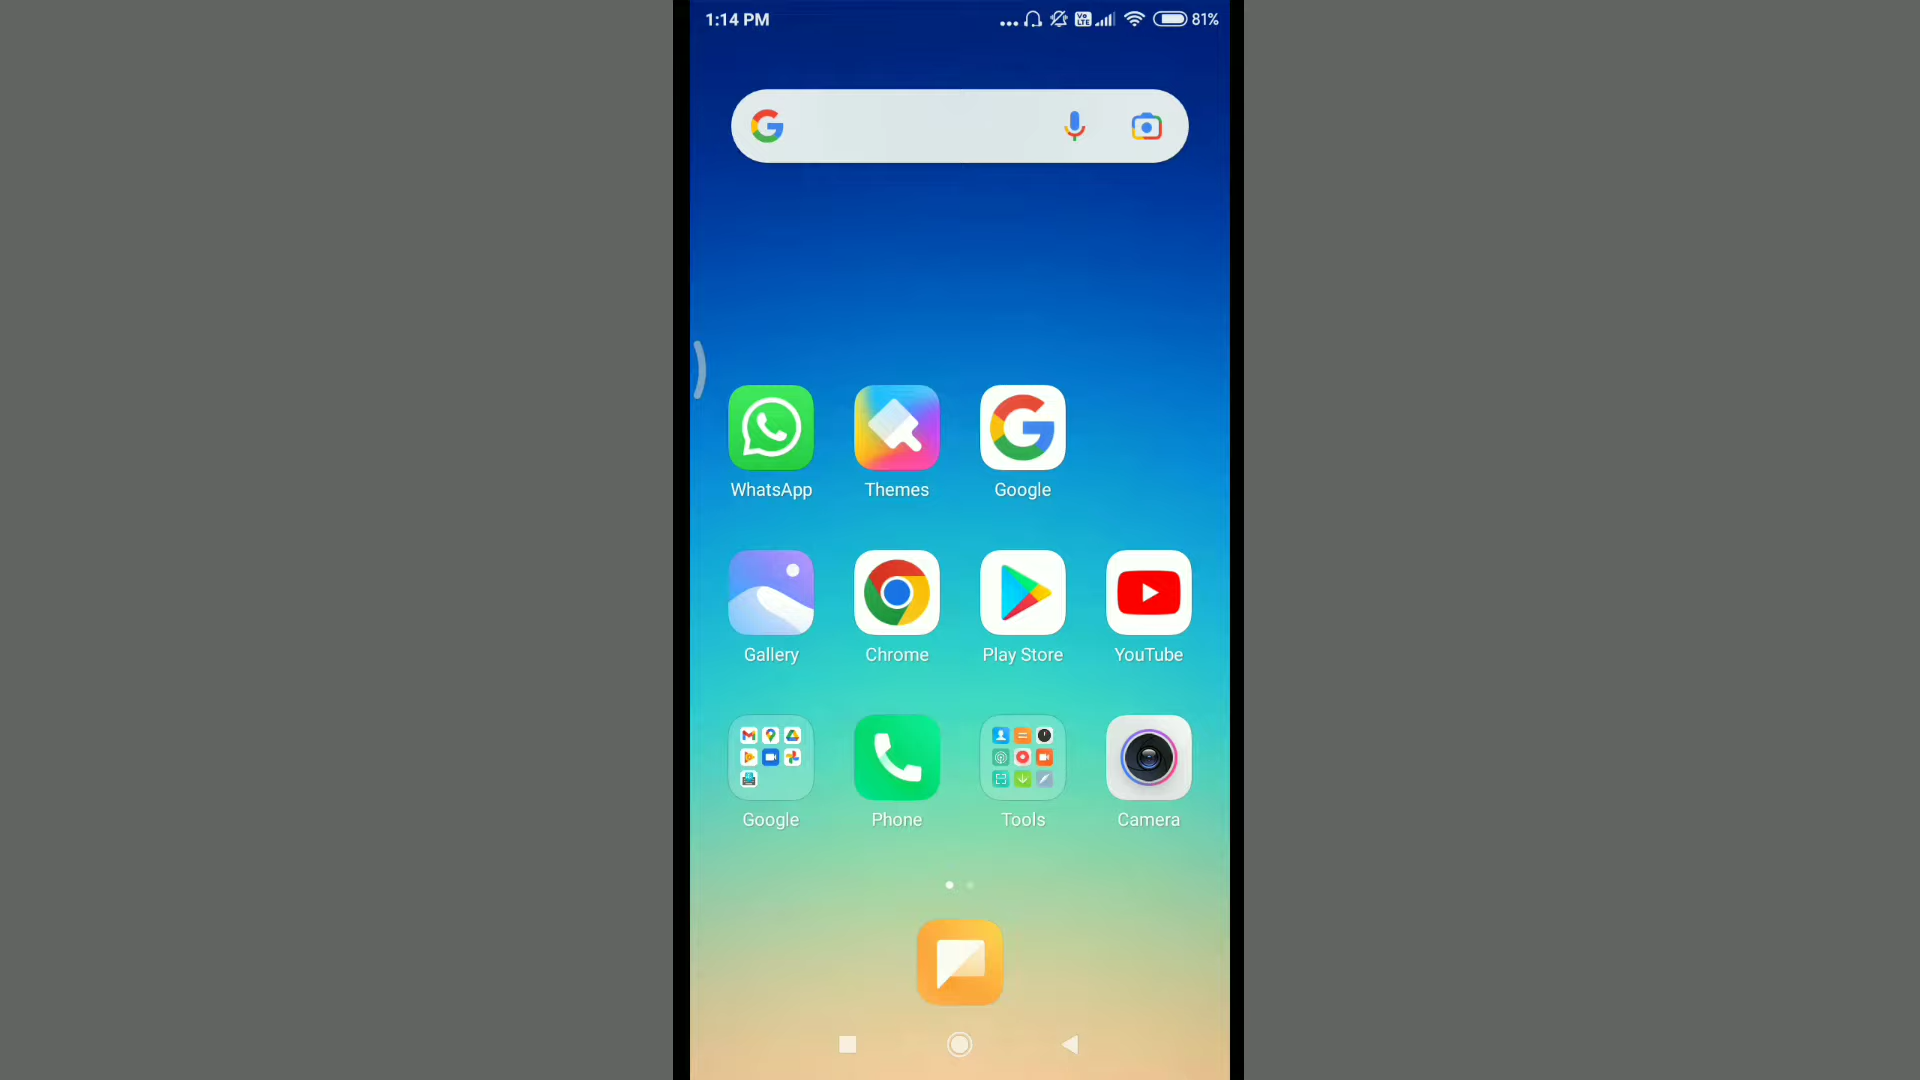 1:14 PM 81%
WhatsApp Themes Google
Gallery Chrome Play Store YouTube
Google Phone Tools Camera